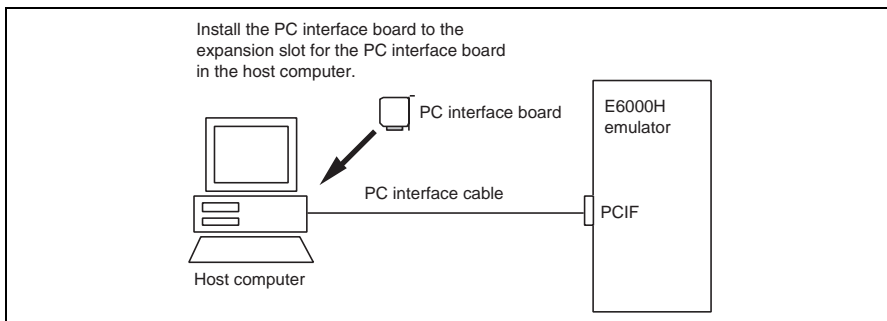 Install the PC interface board to the
expansion slot for the PC interface board
in the host computer.
PC interface board
E6000H
emulator
PC interface cable
PCIF
Host computer